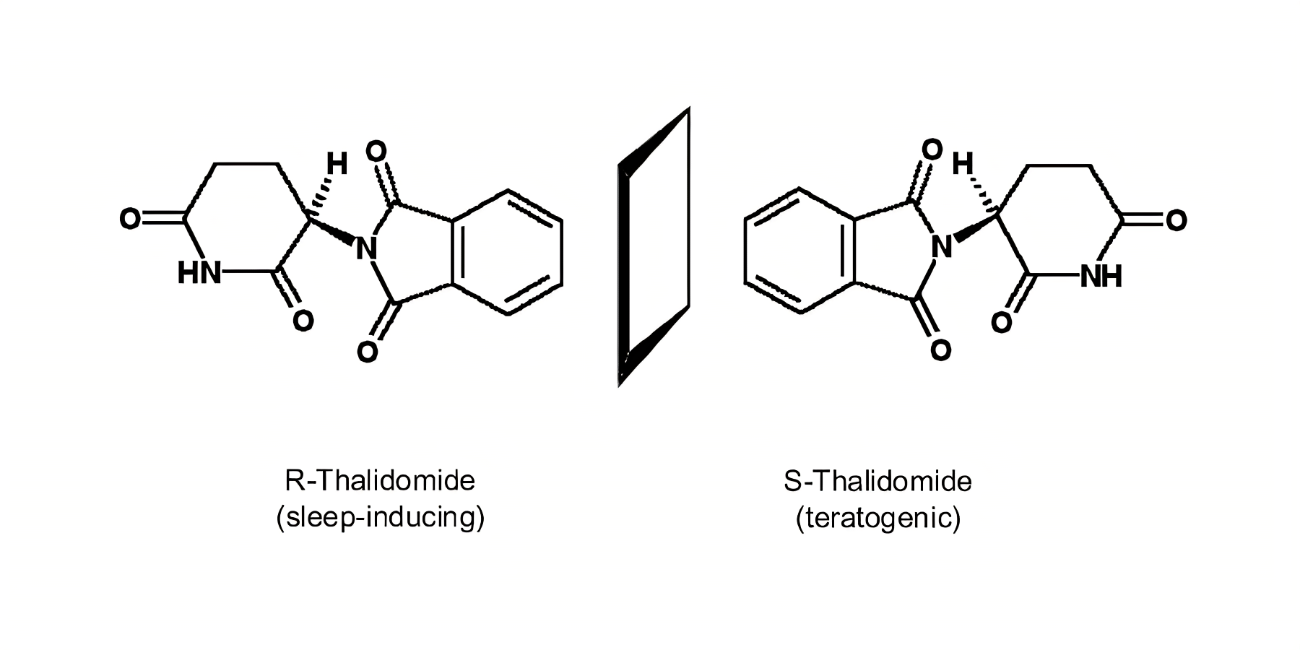 H
O
O
O
HN
N
O
O
O
H
N
O
NH
O
O
R-Thalidomide
(sleep-inducing)
S-Thalidomide
(teratogenic)